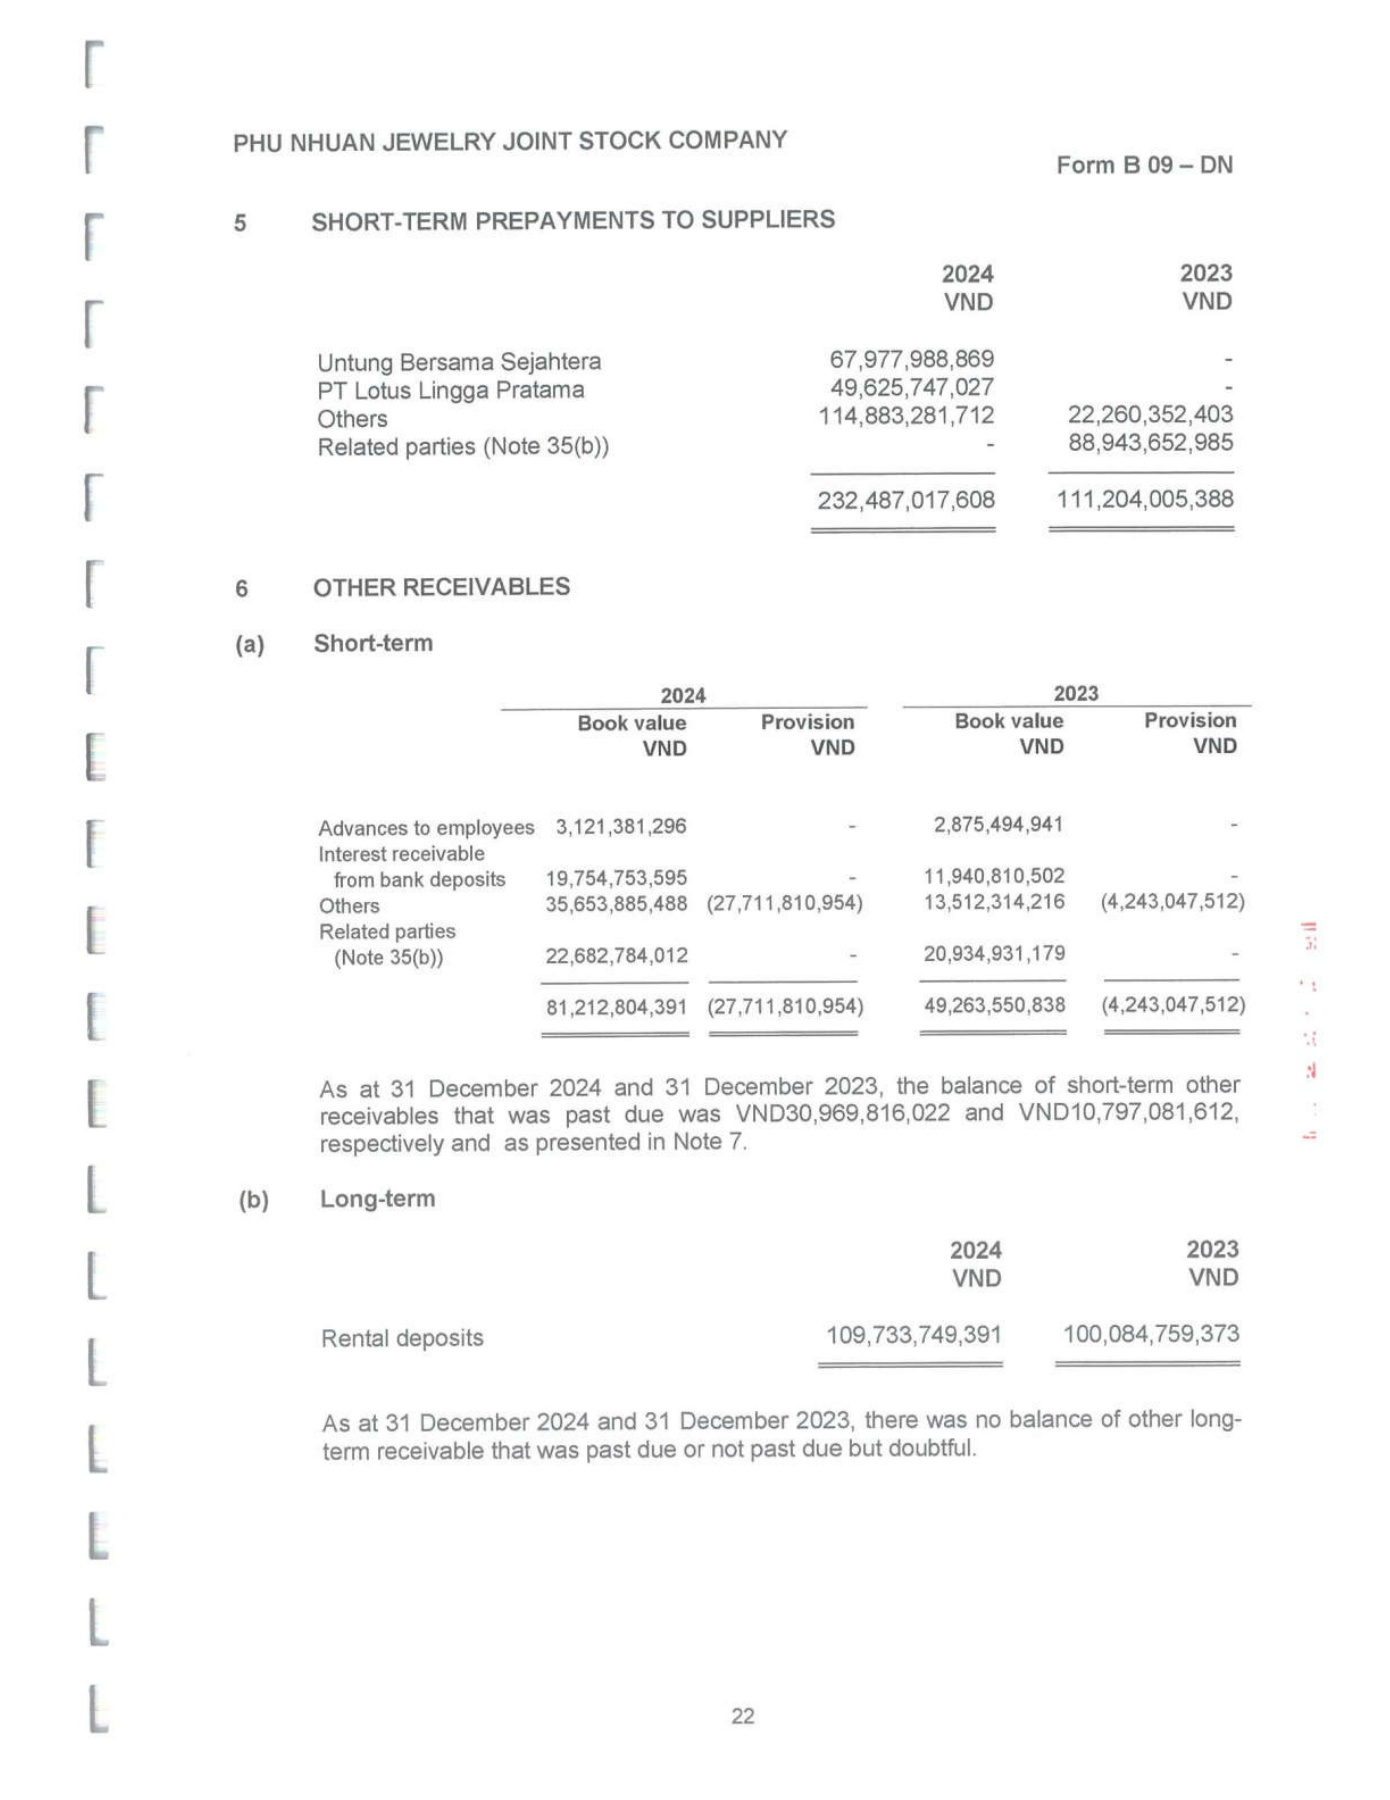 PHU NHUAN JEWELRY JOINT STOCK COMPANY
Form B 09 – DN
5 SHORT-TERM PREPAYMENTS TO SUPPLIERS
2024 2023
VND VND
Untung Bersama Sejahtera 67,977,988,869 -
PT Lotus Lingga Pratama 49,625,747,027 -
Others 114,883,281,712 22,260,352,403
Related parties (Note 35(b)) - 88,943,652,985
232,487,017,608 111,204,005,388
6 OTHER RECEIVABLES
(a) Short-term
2024 2023
Book value Provision Book value Provision
VND VND VND VND
Advances to employees 3,121,381,296 - 2,875,494,941 -
Interest receivable
from bank deposits 19,754,753,595 - 11,940,810,502 -
Others 35,653,885,488 (27,711,810,954) 13,512,314,216 (4,243,047,512)
Related parties
(Note 35(b)) 22,682,784,012 - 20,934,931,179 -
81,212,804,391 (27,711,810,954) 49,263,550,838 (4,243,047,512)
As at 31 December 2024 and 31 December 2023, the balance of short-term other
receivables that was past due was VND30,969,816,022 and VND10,797,081,612,
respectively and as presented in Note 7.
(b) Long-term
2024 2023
VND VND
Rental deposits 109,733,749,391 100,084,759,373
As at 31 December 2024 and 31 December 2023, there was no balance of other long-
term receivable that was past due or not past due but doubtful.
22